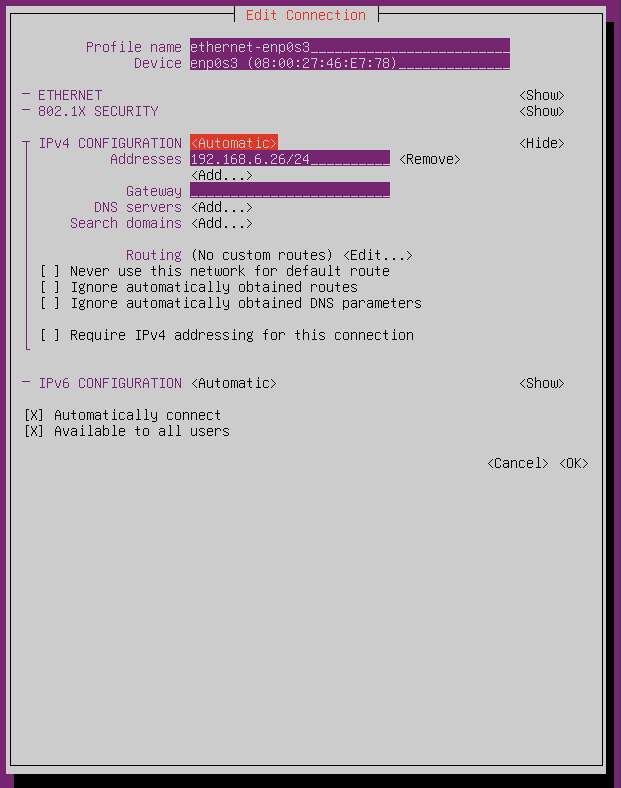 Edit Connection
Profile name ethernet-enp0s3
Device enp0s3 (08:00:27:46:E7:78)
ETHERNET <Show>
802.1X SECURITY <Show>
IPv4 CONFIGURATION <Automatic> <Hide>
Addresses 192.168.6.26/24 <Remove>
<Add...>
Gateway
DNS servers <Add...>
Search domains <Add...>
Routing (No custom routes) <Edit...>
[ ] Never use this network for default route
[ ] Ignore automatically obtained routes
[ ] Ignore automatically obtained DNS parameters
[ ] Require IPv4 addressing for this connection
IPv6 CONFIGURATION <Automatic> <Show>
[X] Automatically connect
[X] Available to all users
<Cancel> <OK>